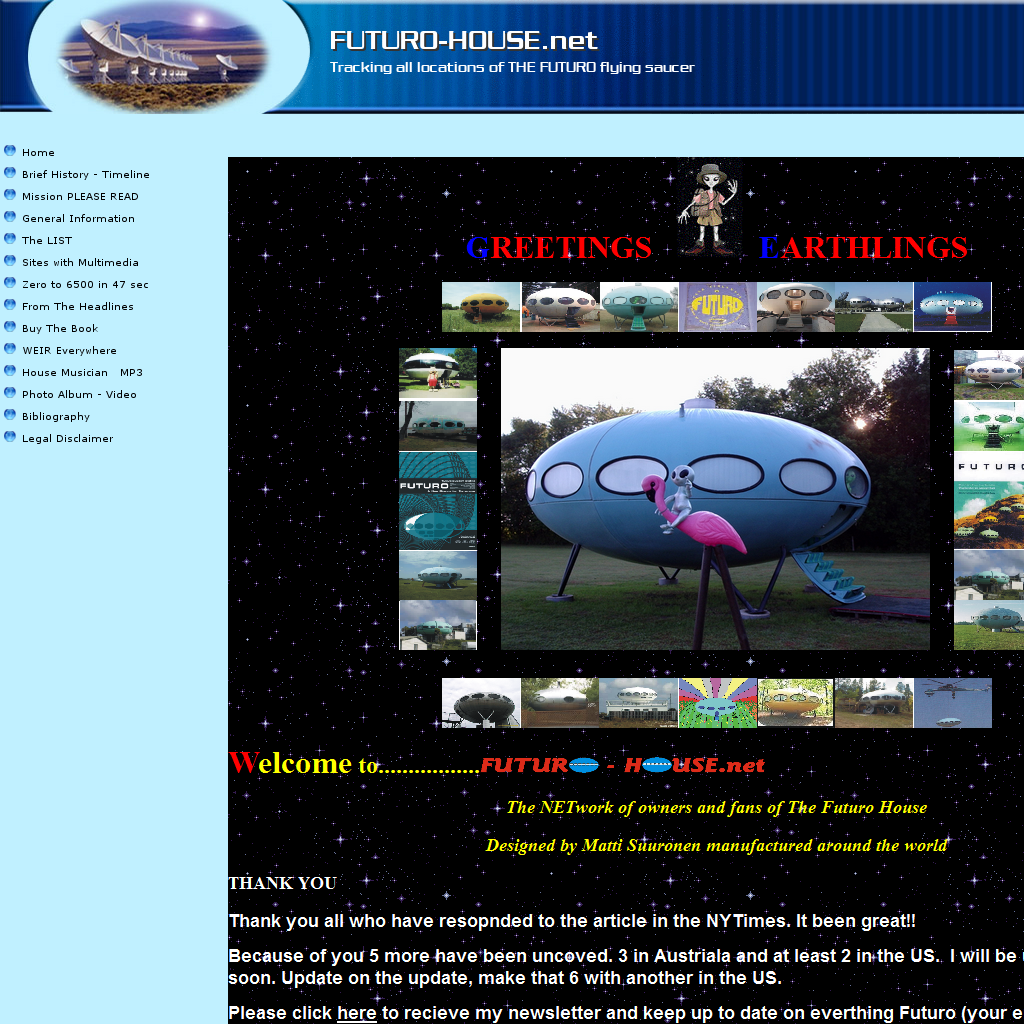 FUTURO-HOUSE.net
Tracking all locations of THE FUTURO flying saucer
Home
Brief History - Timeline
Mission PLEASE READ
General Information
The LIST
Sites with Multimedia
Zero to 6500 in 47 sec
From The Headlines
Buy The Book
WEIR Everywhere
House Musician MP3
Photo Album - Video
Bibliography
Legal Disclaimer
GREETINGS EARTHLINGS
FUTURO
FUTURO
FUTURO
Welcome to.................FUTURO - HOUSE.net
The NETwork of owners and fans of The Futuro House
Designed by Matti Suuronen manufactured around the world
THANK YOU
Thank you all who have resopnded to the article in the NYTimes. It been great!!
Because of you 5 more have been uncoved. 3 in Austriala and at least 2 in the US. I will be
soon. Update on the update, make that 6 with another in the US.
Please click here to recieve my newsletter and keep up to date on everthing Futuro (your e